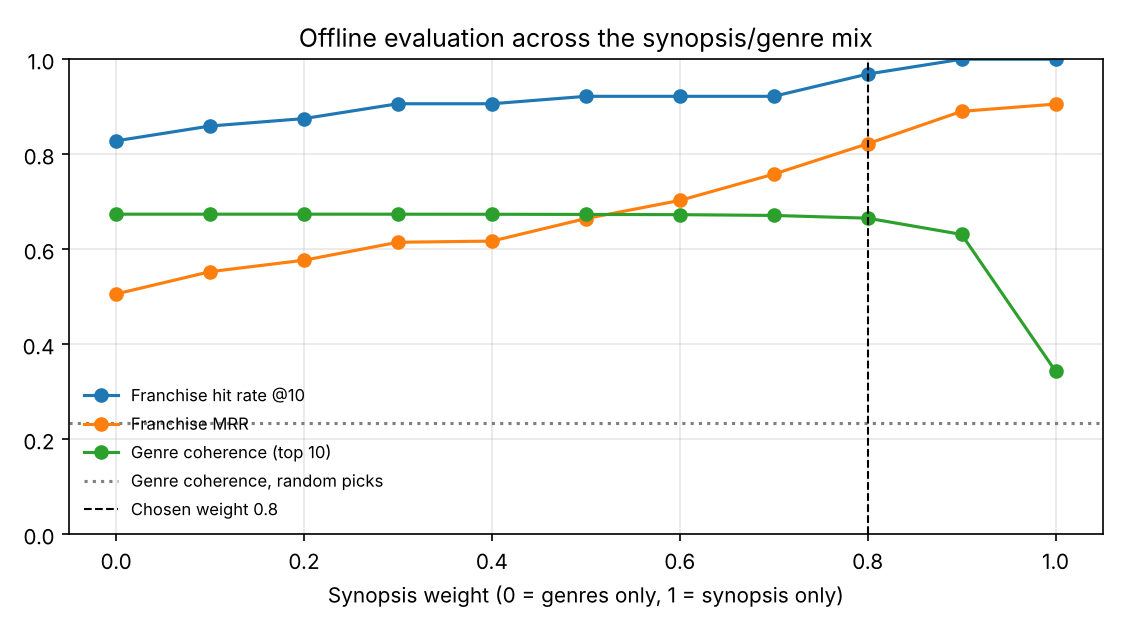 Offline evaluation across the synopsis/genre mix
1.0
0.8
0.6
0.4
0.2
0.0
Franchise hit rate @10
Franchise MRR
Genre coherence (top 10)
Genre coherence, random picks
Chosen weight 0.8
0.0 0.2 0.4 0.6 0.8 1.0
Synopsis weight (0 = genres only, 1 = synopsis only)